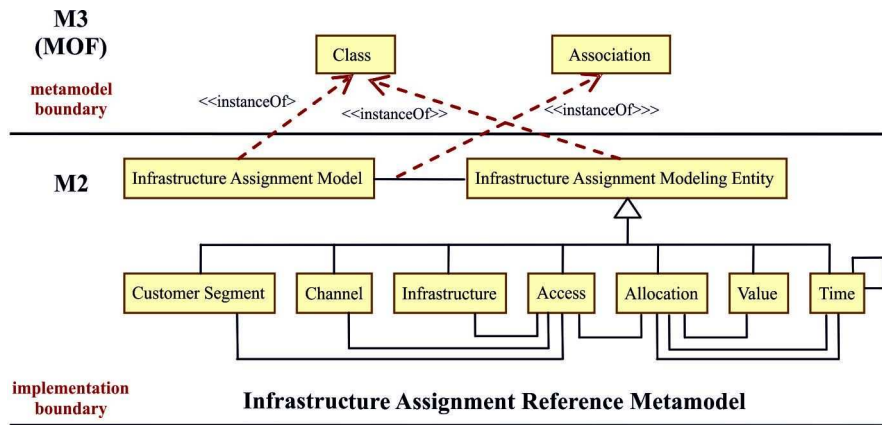 M3
(MOF)
Class
Association
metamodel
boundary
<<instanceOf>
<<instanceOf>>
<<instanceOf>>>
M2
Infrastructure Assignment Model
Infrastructure Assignment Modeling Entity
Customer Segment
Channel
Infrastructure
Access
Allocation
Value
Time
implementation
boundary
Infrastructure Assignment Reference Metamodel